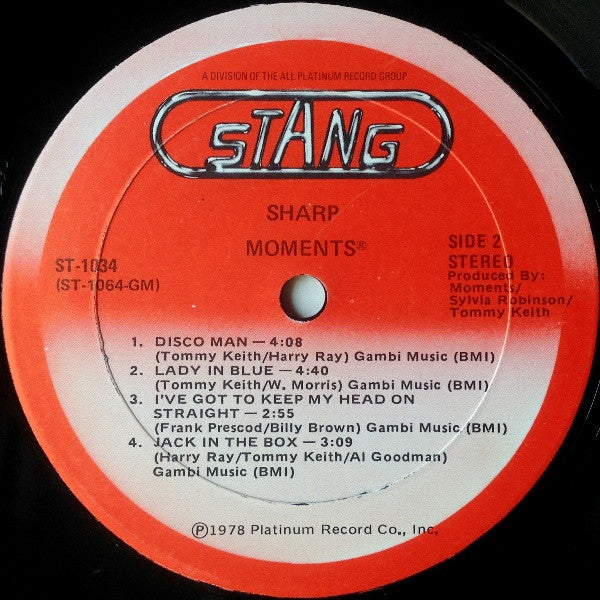 A DIVISION OF THE ALL PLATINUM RECORD GROUP
STANG
SHARP
MOMENTS®
ST-1034
(ST-1064-GM)
SIDE 2
STEREO
Produced By:
Moments/
Sylvia Robinson/
Tommy Keith
1. DISCO MAN — 4:08
(Tommy Keith/Harry Ray) Gambi Music (BMI)
2. LADY IN BLUE — 4:40
(Tommy Keith/W. Morris) Gambi Music (BMI)
3. I'VE GOT TO KEEP MY HEAD ON
STRAIGHT — 2:55
(Frank Prescod/Billy Brown) Gambi Music (BMI)
4. JACK IN THE BOX — 3:09
(Harry Ray/Tommy Keith/Al Goodman)
Gambi Music (BMI)
Ⓟ1978 Platinum Record Co., Inc.